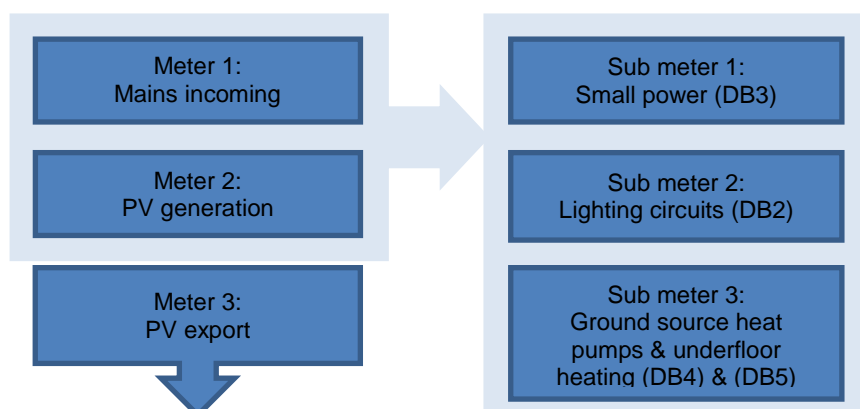 Meter 1:
Mains incoming
Meter 2:
PV generation
Meter 3:
PV export
Sub meter 1:
Small power (DB3)
Sub meter 2:
Lighting circuits (DB2)
Sub meter 3:
Ground source heat
pumps & underfloor
heating (DB4) & (DB5)